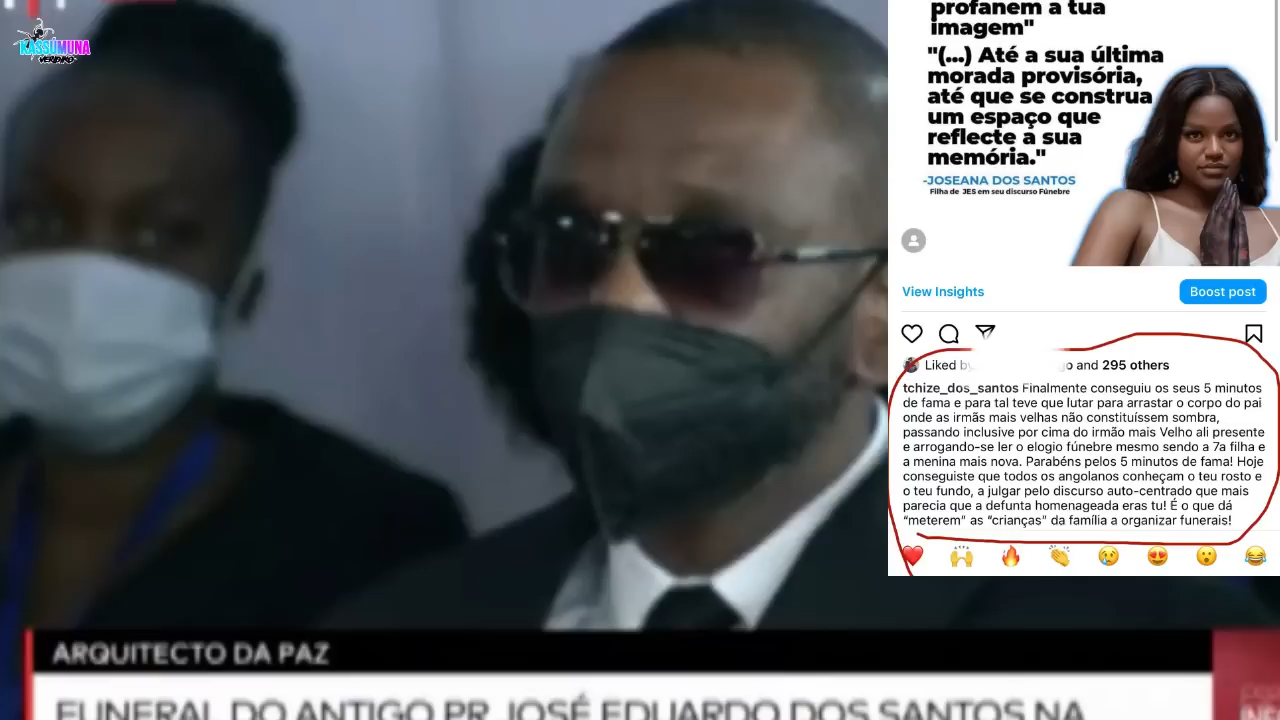 KASSUMUNA
VERDING
profanem a tua
imagem"
"(...) Até a sua última
morada provisória,
até que se construa
um espaço que
reflecte a sua
memória."
-JOSEANA DOS SANTOS
Filha de JES em seu discurso Fúnebre
View Insights
Boost post
Liked by
o and 295 others
tchize_dos_santos Finalmente conseguiu os seus 5 minutos
de fama e para tal teve que lutar para arrastar o corpo do pai
onde as irmãs mais velhas não constituíssem sombra,
passando inclusive por cima do irmão mais Velho ali presente
e arrogando-se ler o elogio fúnebre mesmo sendo a 7a filha e
a menina mais nova. Parabéns pelos 5 minutos de fama! Hoje
conseguiste que todos os angolanos conheçam o teu rosto e
o teu fundo, a julgar pelo discurso auto-centrado que mais
parecia que a defunta homenageada eras tu! É o que dá
“meterem” as “crianças” da família a organizar funerais!
ARQUITECTO DA PAZ
FUNERAL DO ANTIGO PR JOSÉ EDUARDO DOS SANTOS NA